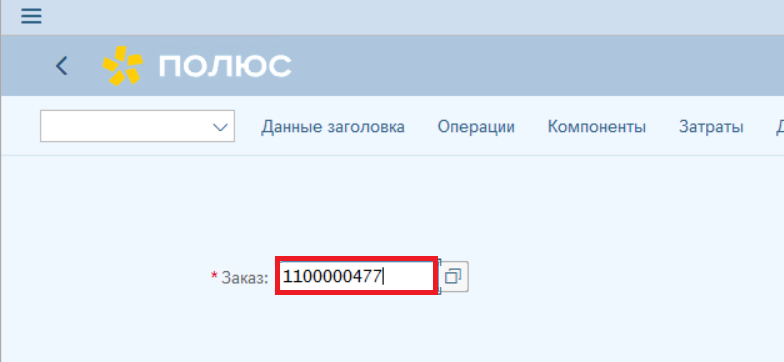 ПОЛЮС
Данные заголовка Операции Компоненты Затраты
* Заказ: 1100000477